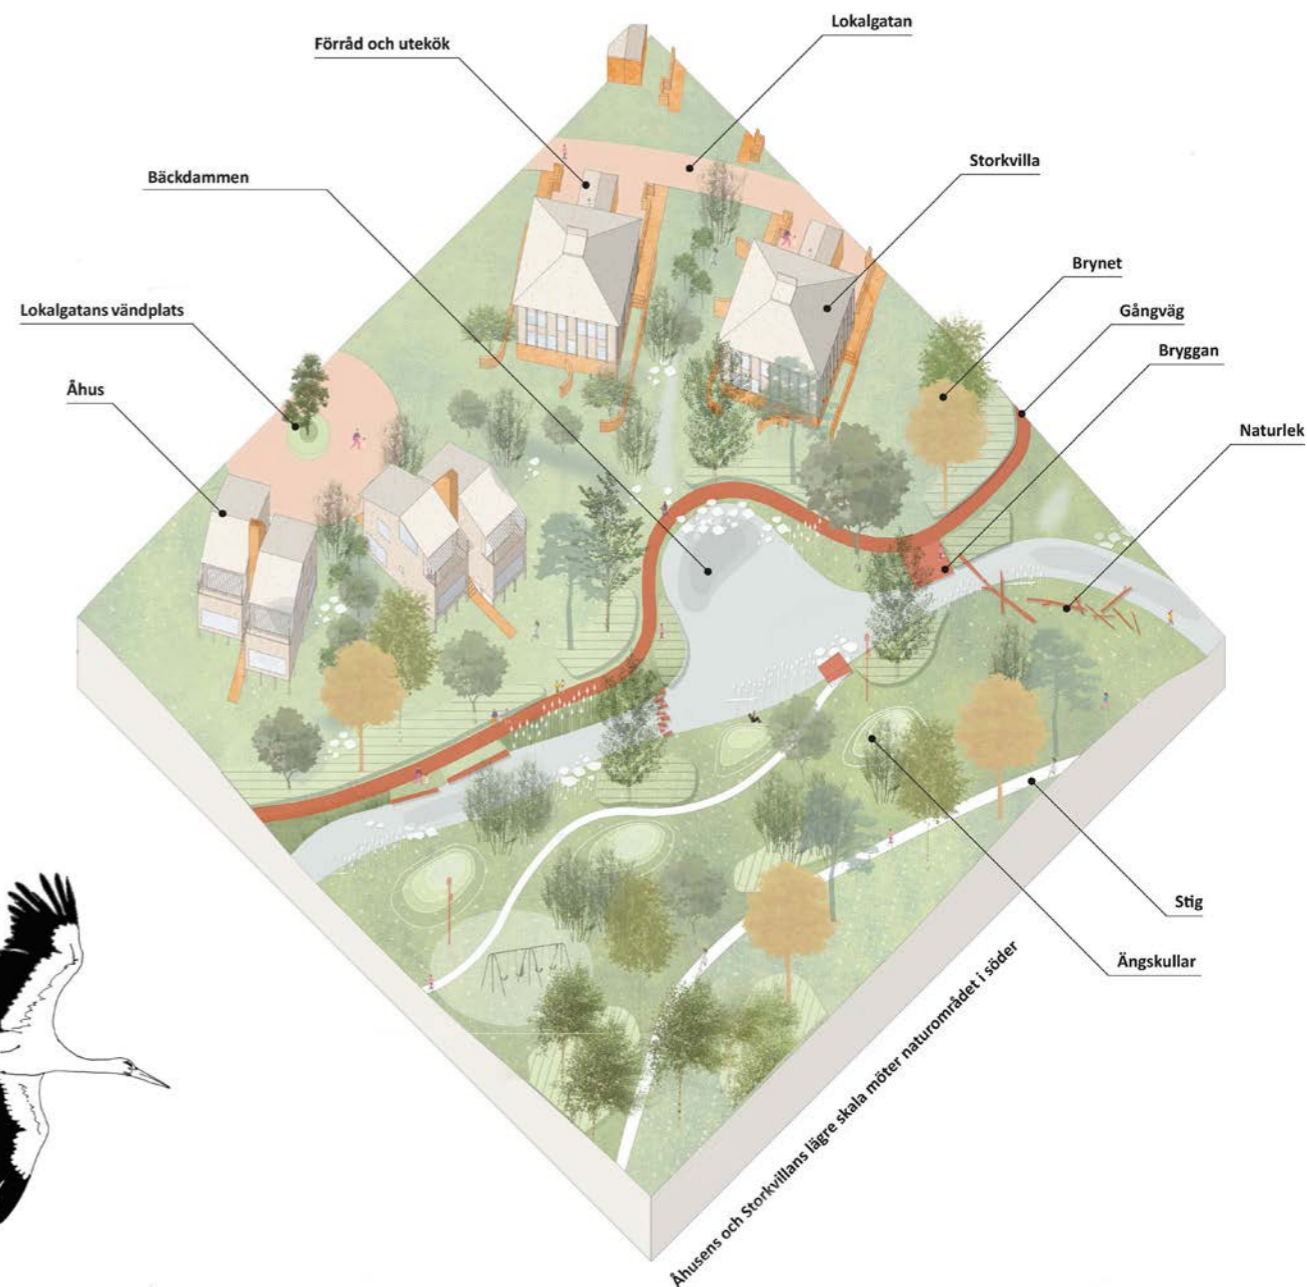 Lokalgatan
Förråd och utekök
Storkvilla
Bäckdammen
Brynet
Lokalgatans vändplats
Gångväg
Bryggan
Åhus
Naturlek
Stig
Ängskullar
Åhusens och Storkvillans lägre skala möter naturområdet i söder